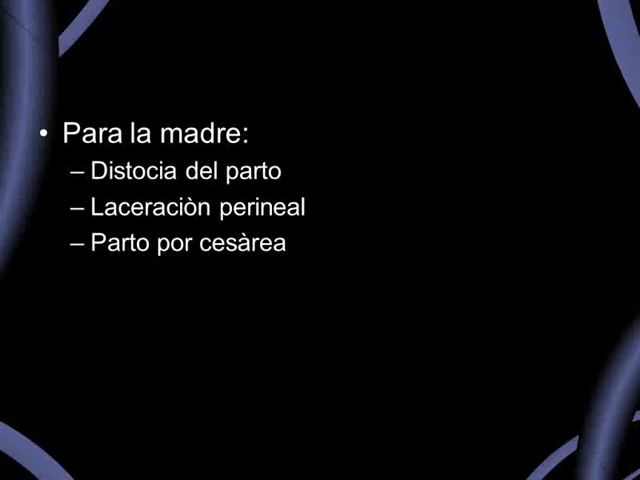 • Para la madre:
– Distocia del parto
– Laceraciòn perineal
– Parto por cesàrea